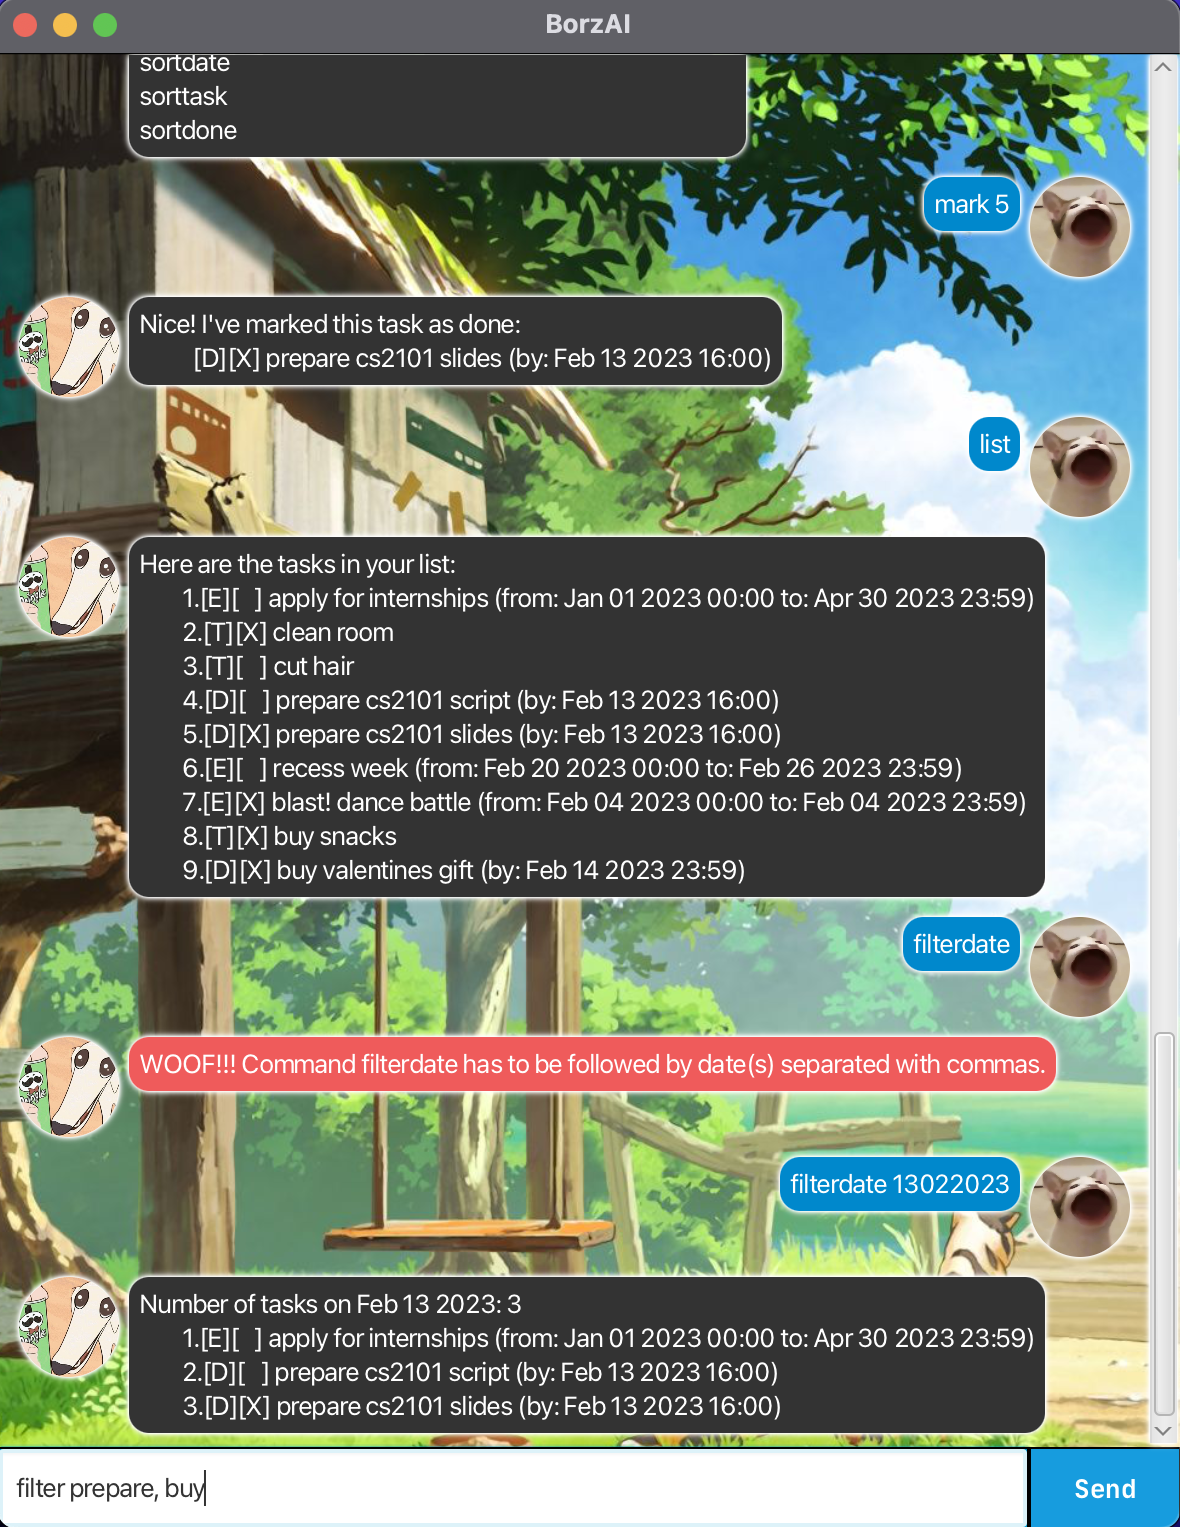 BorzAI
sortdate
sorttask
sortdone
mark 5
Nice! I've marked this task as done:
[D][X] prepare cs2101 slides (by: Feb 13 2023 16:00)
list
Here are the tasks in your list:
1.[E][  ] apply for internships (from: Jan 01 2023 00:00 to: Apr 30 2023 23:59)
2.[T][X] clean room
3.[T][  ] cut hair
4.[D][  ] prepare cs2101 script (by: Feb 13 2023 16:00)
5.[D][X] prepare cs2101 slides (by: Feb 13 2023 16:00)
6.[E][  ] recess week (from: Feb 20 2023 00:00 to: Feb 26 2023 23:59)
7.[E][X] blast! dance battle (from: Feb 04 2023 00:00 to: Feb 04 2023 23:59)
8.[T][X] buy snacks
9.[D][X] buy valentines gift (by: Feb 14 2023 23:59)
filterdate
WOOF!!! Command filterdate has to be followed by date(s) separated with commas.
filterdate 13022023
Number of tasks on Feb 13 2023: 3
1.[E][  ] apply for internships (from: Jan 01 2023 00:00 to: Apr 30 2023 23:59)
2.[D][  ] prepare cs2101 script (by: Feb 13 2023 16:00)
3.[D][X] prepare cs2101 slides (by: Feb 13 2023 16:00)
filter prepare, buy
Send